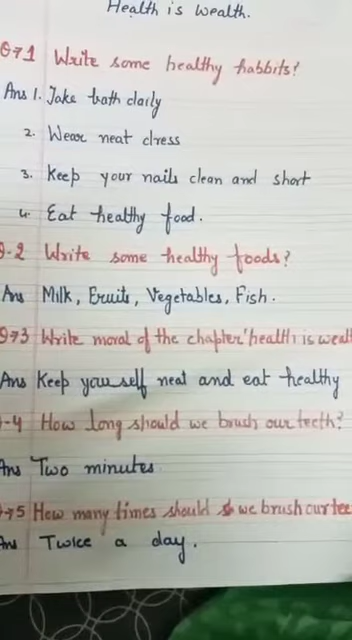 Health is Wealth.
Q→1 Write some healthy habbits?
Ans 1. Take bath daily
2. Wear neat dress
3. Keep your nails clean and short
4. Eat healthy food.
Q-2 Write some healthy foods?
Ans Milk, Fruits, Vegetables, Fish.
Q→3 Write moral of the chapter 'health is wealt
Ans Keep youself neat and eat healthy
Q-4 How long should we brush our teeth?
Ans Two minutes
Q→5 How many times should we brush our tee
Ans Twice a day.